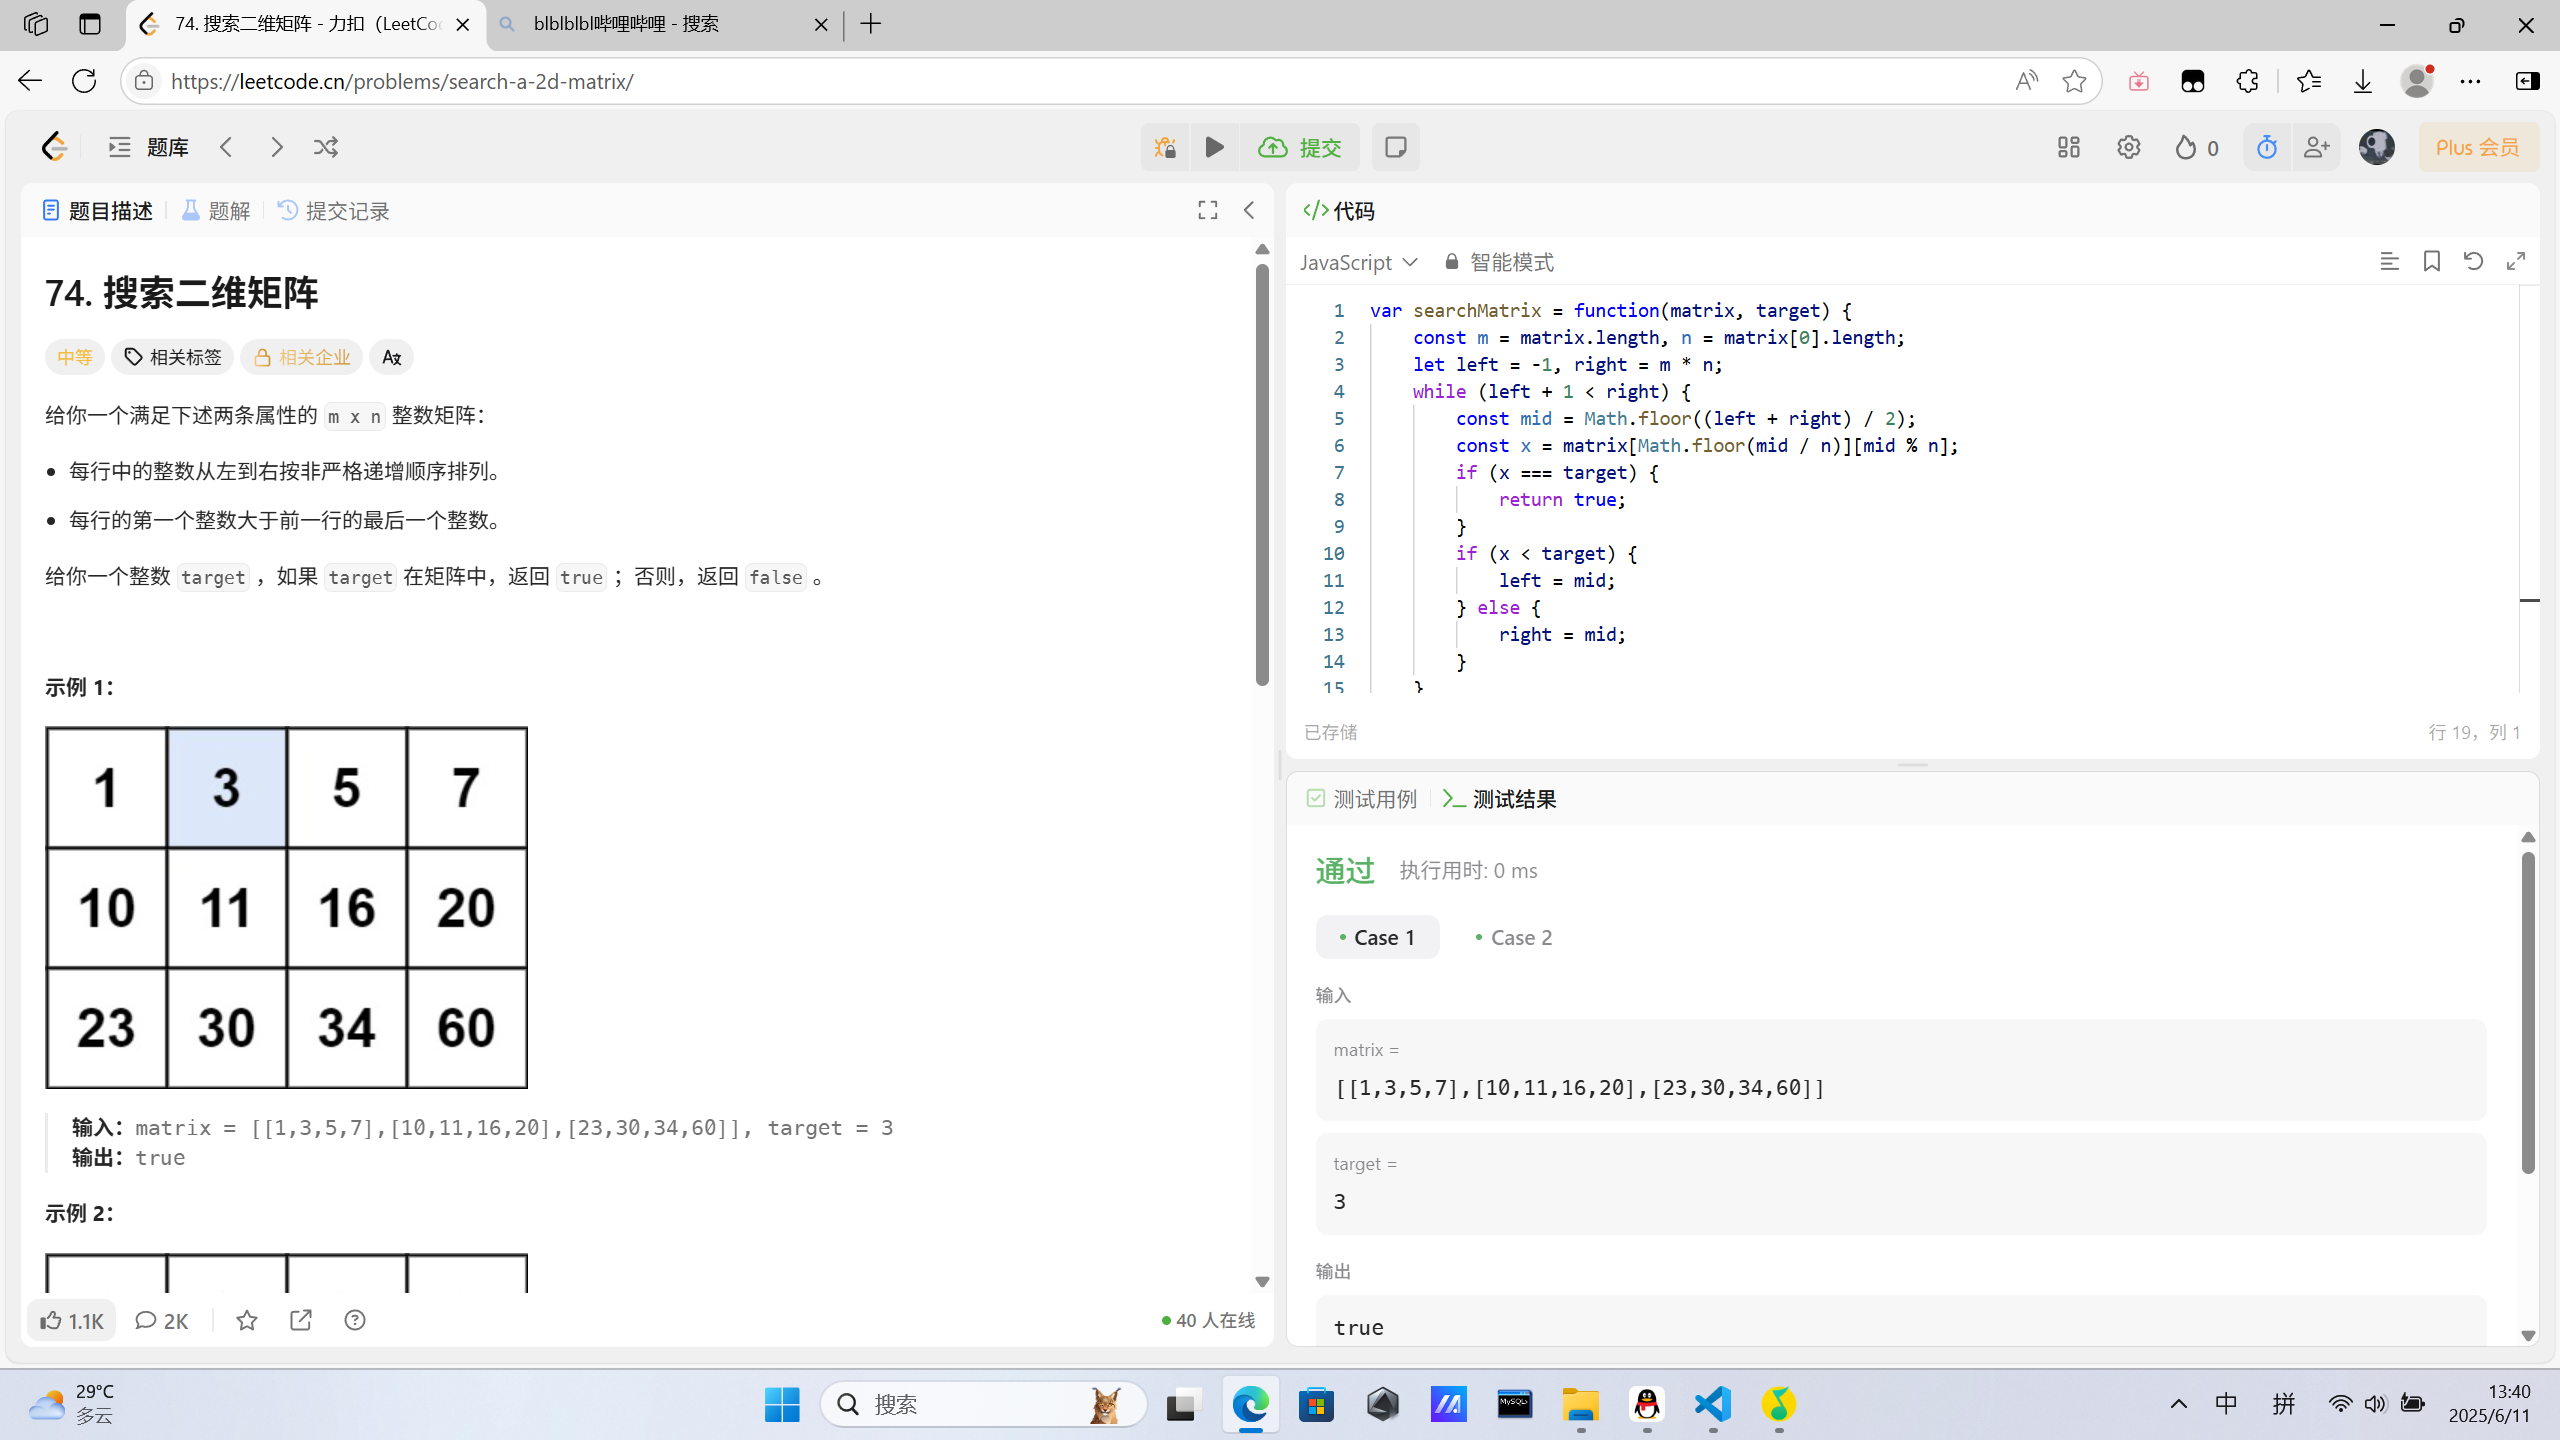 74. 搜索二维矩阵 - 力扣（LeetCo
blblblbl哔哩哔哩 - 搜索
https://leetcode.cn/problems/search-a-2d-matrix/
题库
提交
0
Plus 会员
题目描述
题解
提交记录
74. 搜索二维矩阵
中等
相关标签
相关企业
给你一个满足下述两条属性的 m x n 整数矩阵：
每行中的整数从左到右按非严格递增顺序排列。
每行的第一个整数大于前一行的最后一个整数。
给你一个整数 target ，如果 target 在矩阵中，返回 true ；否则，返回 false 。
示例 1：
1 3 5 7
10 11 16 20
23 30 34 60
输入：matrix = [[1,3,5,7],[10,11,16,20],[23,30,34,60]], target = 3
输出：true
示例 2：
1.1K
2K
40 人在线
代码
JavaScript
智能模式
1 var searchMatrix = function(matrix, target) {
2 const m = matrix.length, n = matrix[0].length;
3 let left = -1, right = m * n;
4 while (left + 1 < right) {
5 const mid = Math.floor((left + right) / 2);
6 const x = matrix[Math.floor(mid / n)][mid % n];
7 if (x === target) {
8 return true;
9 }
10 if (x < target) {
11 left = mid;
12 } else {
13 right = mid;
14 }
15 }
已存储
行 19，列 1
测试用例
测试结果
通过
执行用时: 0 ms
Case 1
Case 2
输入
matrix =
[[1,3,5,7],[10,11,16,20],[23,30,34,60]]
target =
3
输出
true
29°C
多云
搜索
MySQL
中
拼
13:40
2025/6/11